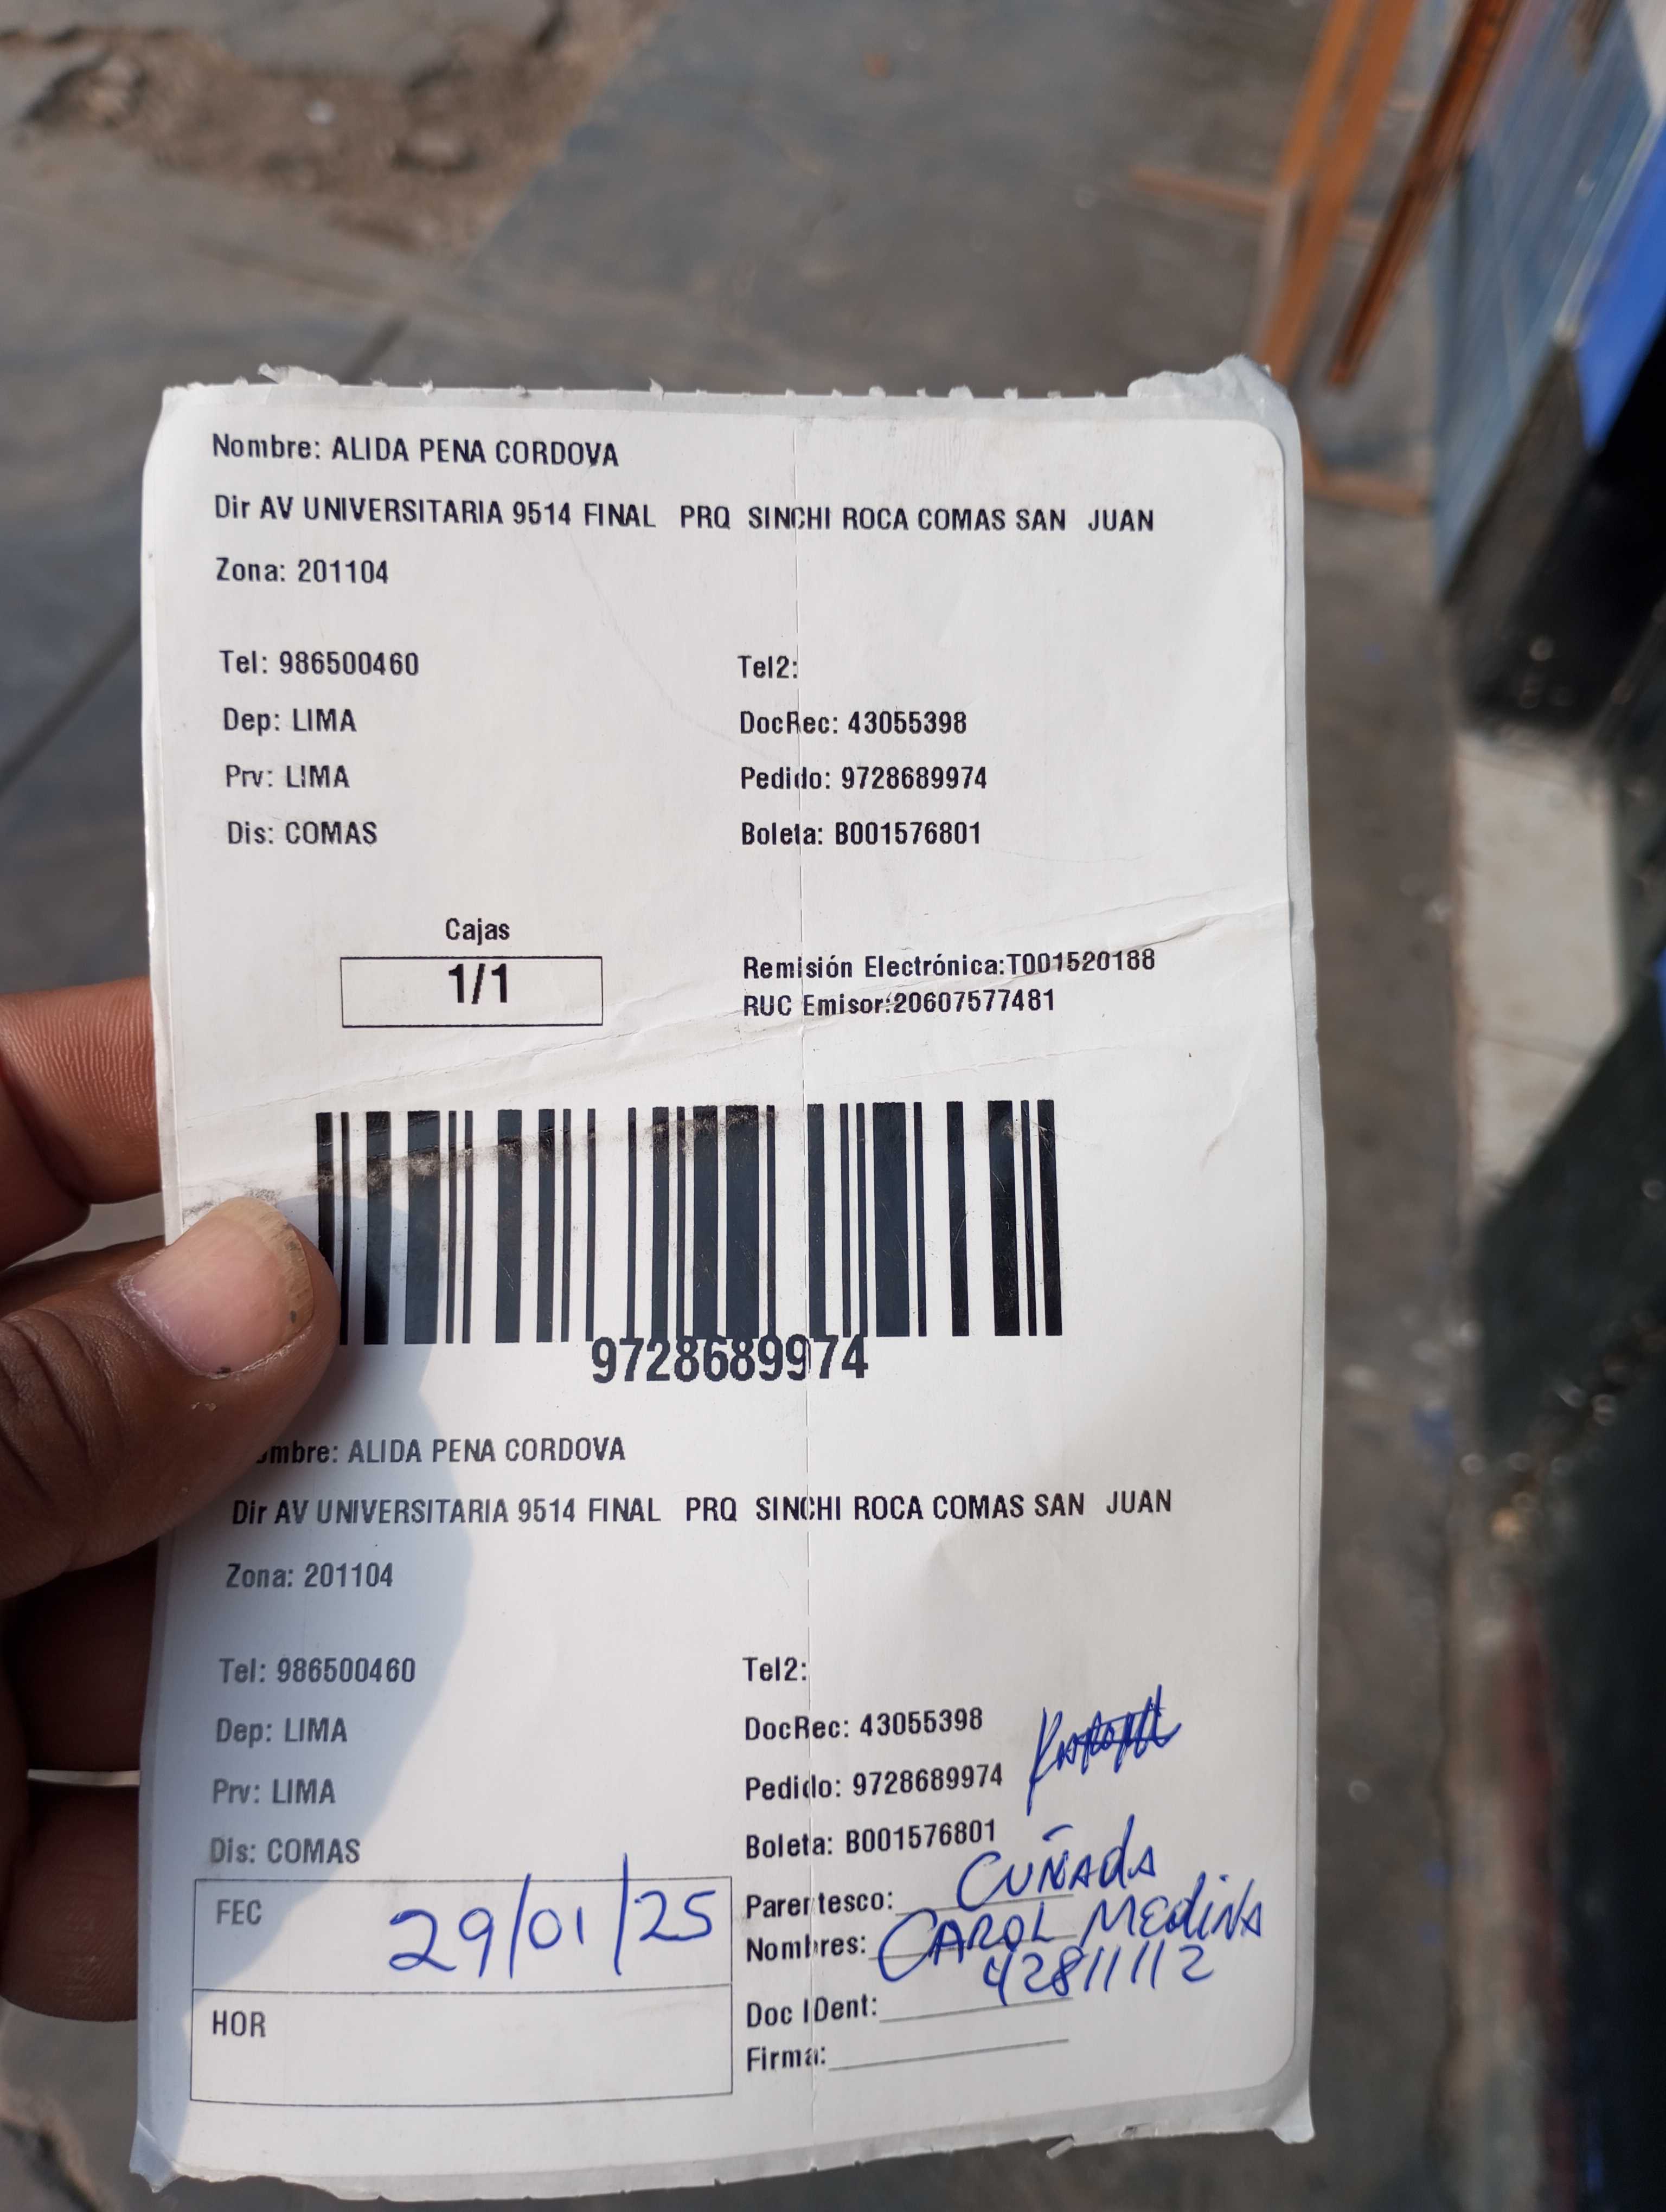 Nombre: ALIDA PENA CORDOVA
Dir AV UNIVERSITARIA 9514 FINAL PRQ SINCHI ROCA COMAS SAN JUAN
Zona: 201104
Tel: 986500460 Tel2:
Dep: LIMA DocRec: 43055398
Prv: LIMA Pedido: 9728689974
Dis: COMAS Boleta: B001576801
Cajas
1/1
Remisión Electrónica:T001520188
RUC Emisor:20607577481
9728689974
mbre: ALIDA PENA CORDOVA
Dir AV UNIVERSITARIA 9514 FINAL PRQ SINCHI ROCA COMAS SAN JUAN
Zona: 201104
Tel: 986500460 Tel2:
Dep: LIMA DocRec: 43055398
Prv: LIMA Pedido: 9728689974
Dis: COMAS Boleta: B001576801
FEC 29/01/25
HOR
Parentesco: CUÑADA
Nombres: CAROL MEDINA
42811112
Doc IDent:
Firma: